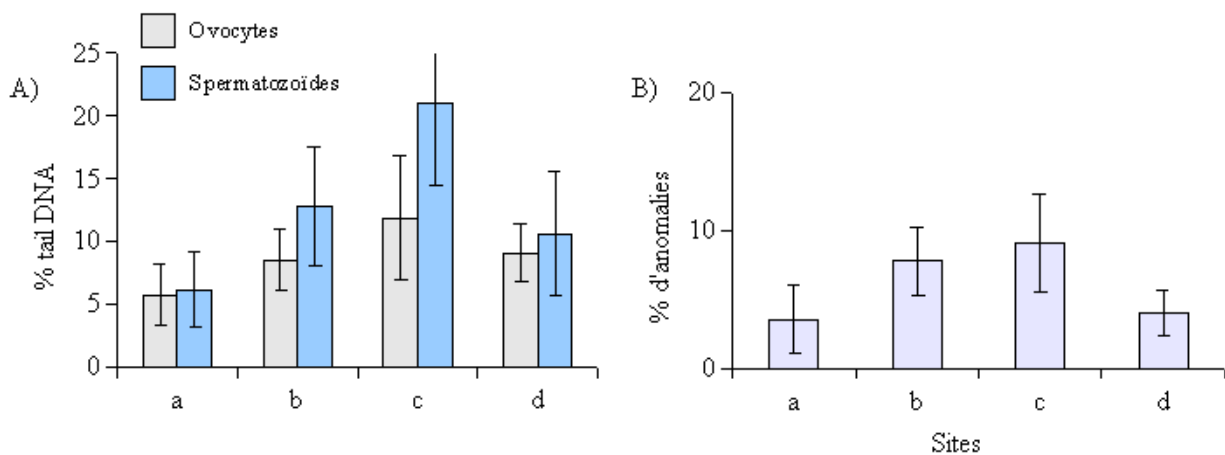 Ovocytes
Spermatozoïdes
A)
% tail DNA
25
20
15
10
5
0
a b c d
B)
% d'anomalies
20
10
0
a b c d
Sites